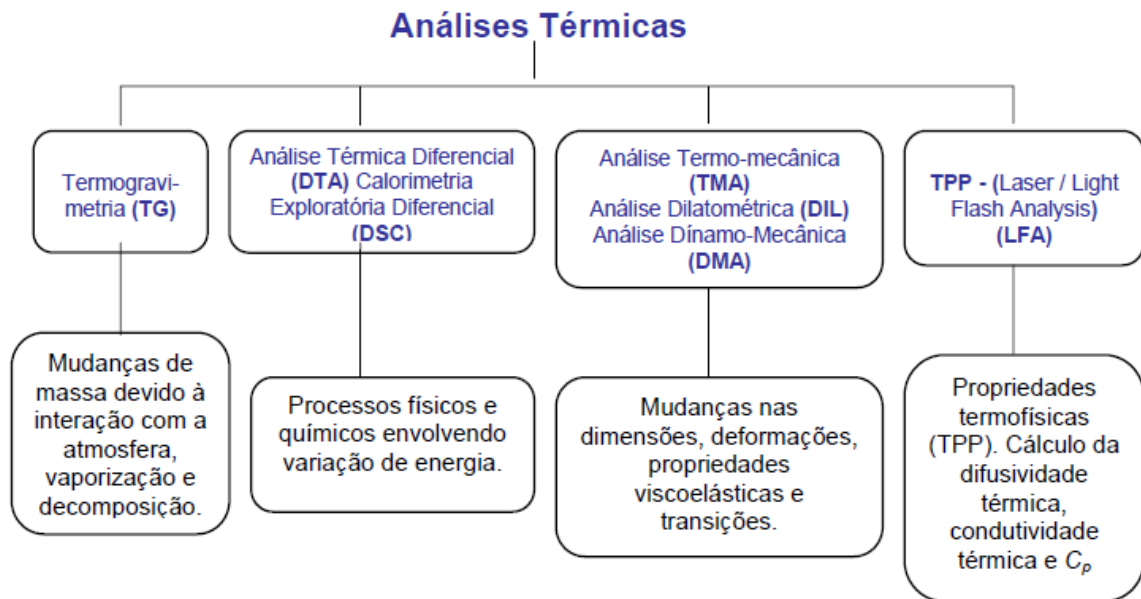 Análises Térmicas
Termogravi-
metria (TG)
Análise Térmica Diferencial
(DTA) Calorimetria
Exploratória Diferencial
(DSC)
Análise Termo-mecânica
(TMA)
Análise Dilatométrica (DIL)
Análise Dínamo-Mecânica
(DMA)
TPP - (Laser / Light
Flash Analysis)
(LFA)
Mudanças de
massa devido à
interação com a
atmosfera,
vaporização e
decomposição.
Processos físicos e
químicos envolvendo
variação de energia.
Mudanças nas
dimensões, deformações,
propriedades
viscoelásticas e
transições.
Propriedades
termofísicas
(TPP). Cálculo da
difusividade
térmica,
condutividade
térmica e Cp